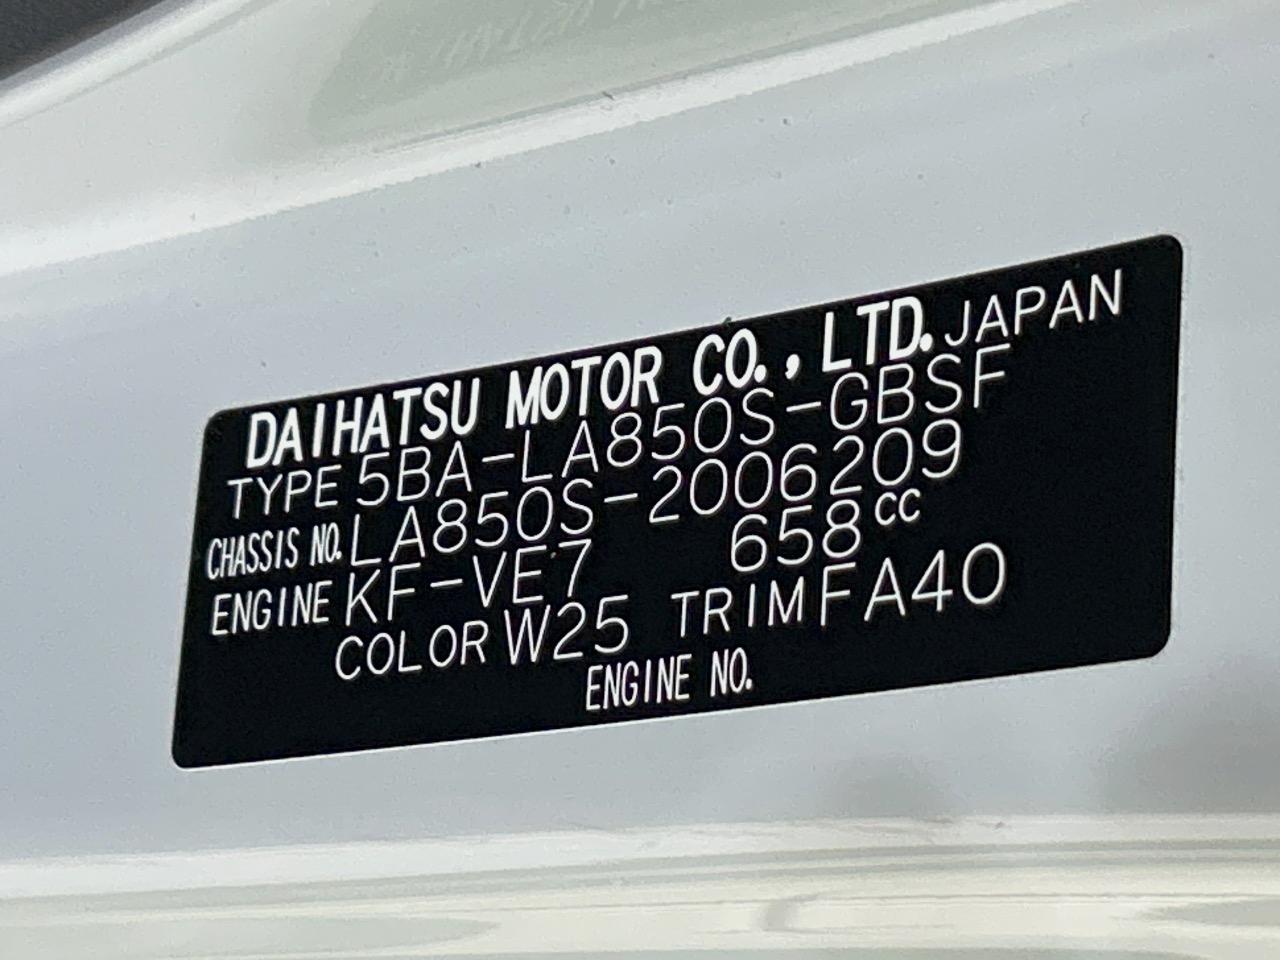 DAIHATSU MOTOR CO., LTD. JAPAN
TYPE 5BA-LA850S-GBSF
CHASSIS NO. LA850S-2006209
ENGINE KF-VE7 658cc
COLOR W25 TRIM FA40
ENGINE NO.